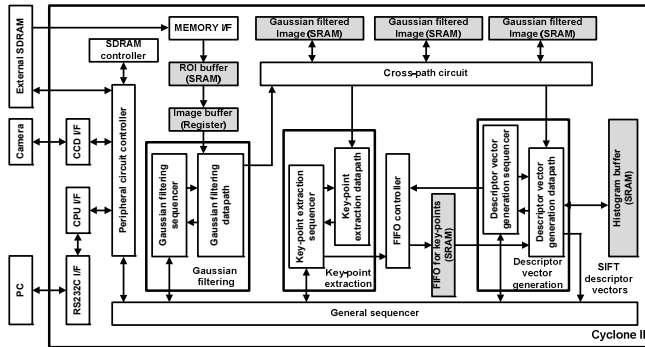 External SDRAM
MEMORY I/F
Gaussian filtered
Image (SRAM)
Gaussian filtered
Image (SRAM)
Gaussian filtered
Image (SRAM)
SDRAM
controller
ROI buffer
(SRAM)
Cross-path circuit
Image buffer
(Register)
Camera
CCD I/F
Peripheral circuit controller
Gaussian filtering
sequencer
Gaussian filtering
datapath
Gaussian
filtering
Key-point extraction
sequencer
Key-point
extraction datapath
Key-point
extraction
FIFO controller
FIFO for key-points
(SRAM)
Descriptor vector
generation sequencer
Descriptor vector
generation datapath
Descriptor
vector
generation
Histogram buffer
(SRAM)
SIFT
descriptor
vectors
CPU I/F
PC
RS232C I/F
General sequencer
Cyclone II